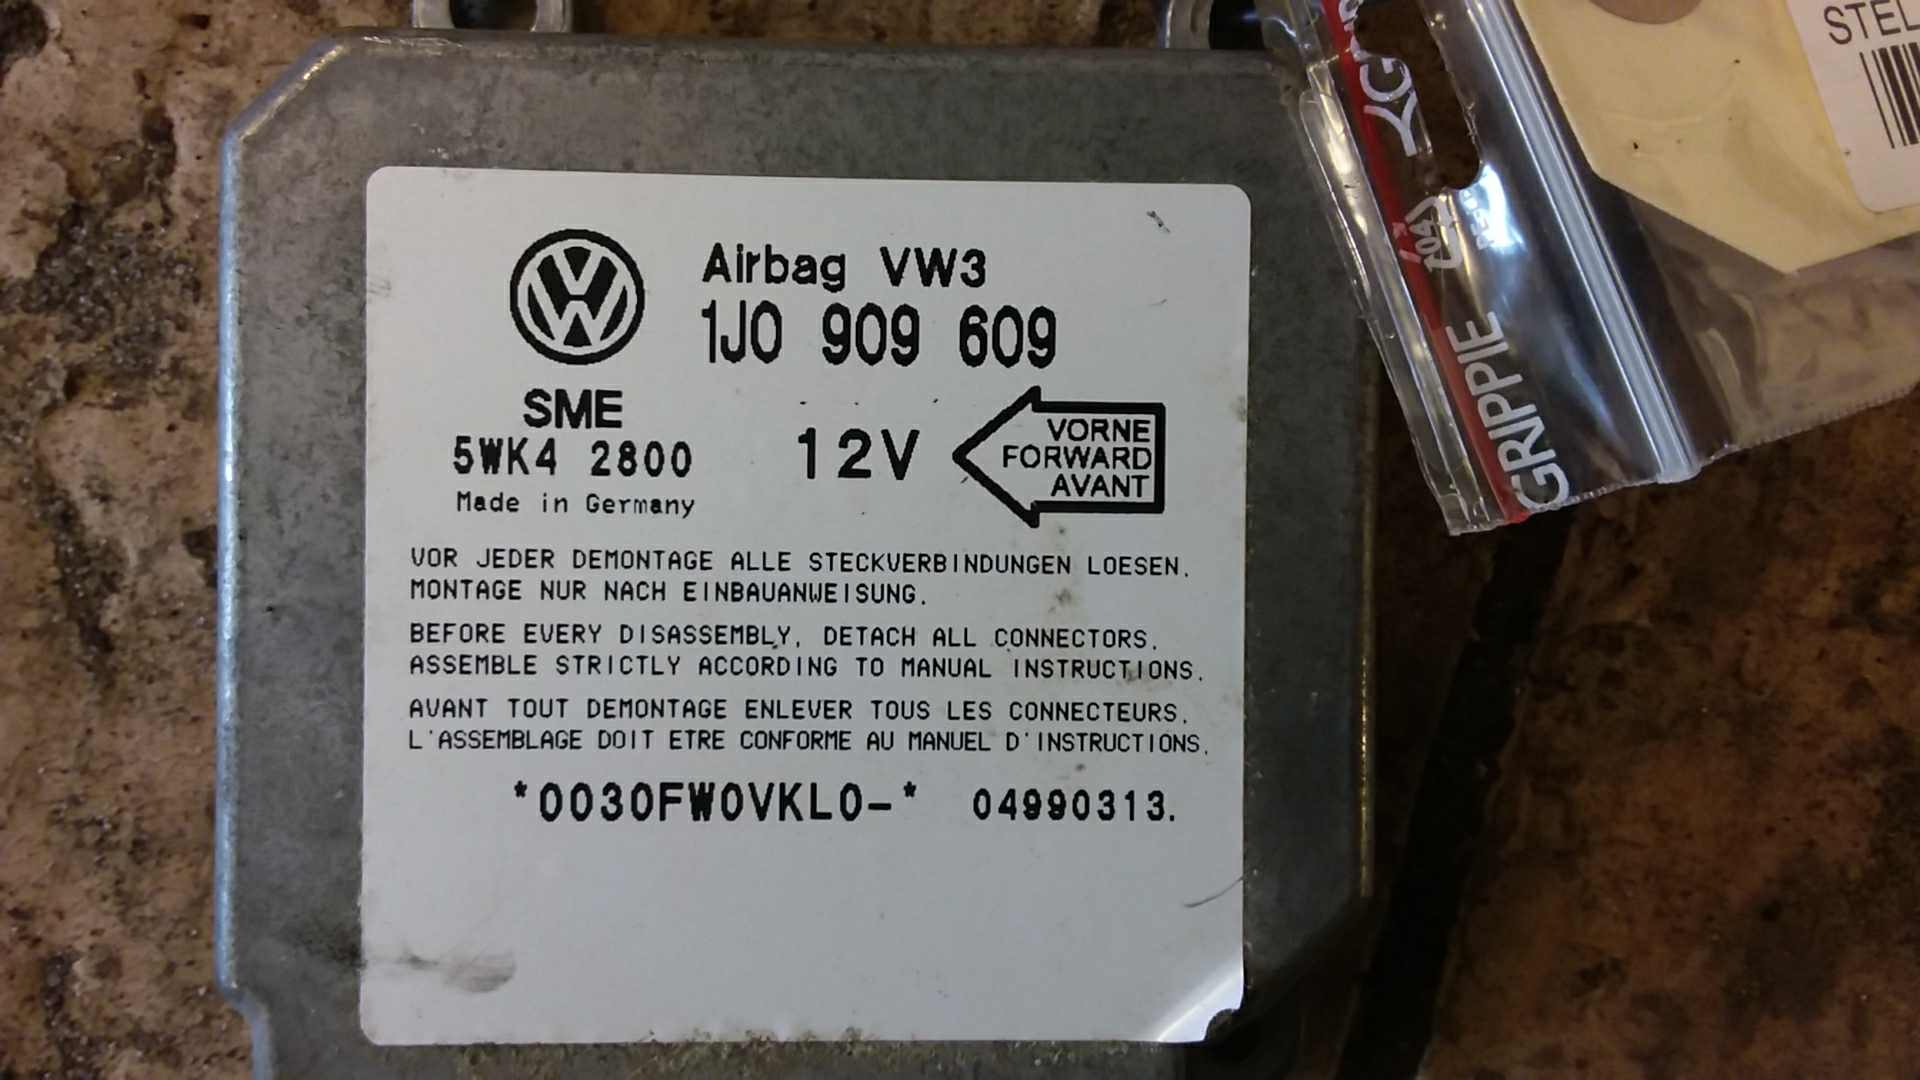 Airbag VW3
1J0 909 609
SME
5WK4 2800
Made in Germany
12V
VORNE
FORWARD
AVANT
VOR JEDER DEMONTAGE ALLE STECKVERBINDUNGEN LOESEN.
MONTAGE NUR NACH EINBAUANWEISUNG.
BEFORE EVERY DISASSEMBLY, DETACH ALL CONNECTORS.
ASSEMBLE STRICTLY ACCORDING TO MANUAL INSTRUCTIONS.
AVANT TOUT DEMONTAGE ENLEVER TOUS LES CONNECTEURS.
L'ASSEMBLAGE DOIT ETRE CONFORME AU MANUEL D'INSTRUCTIONS.
*0030FW0VKL0-* 04990313.
GRIPPIE
STEL